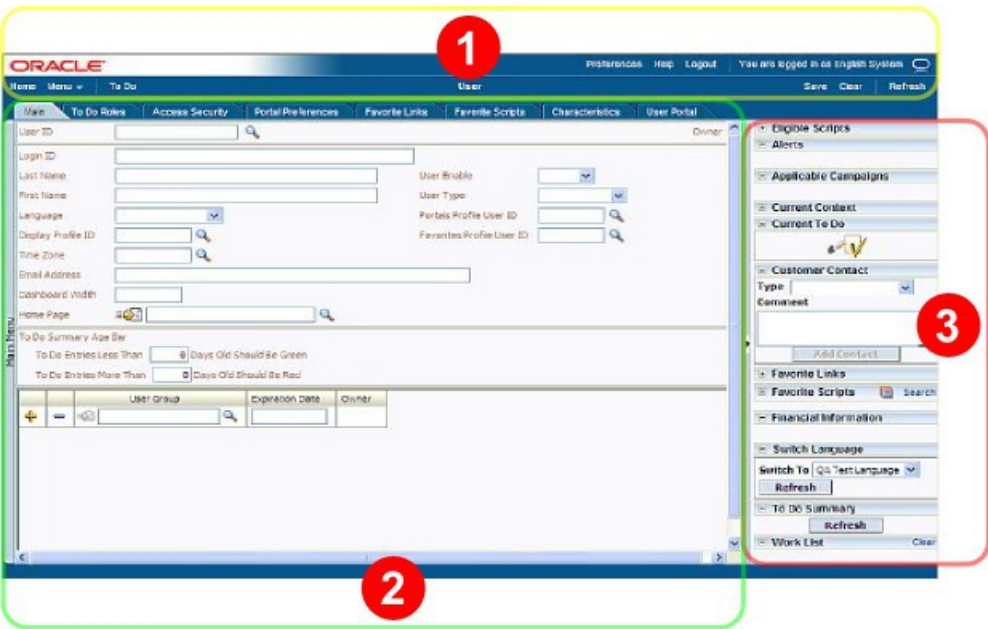 1
ORACLE
Preferences Help Logout You are logged in as English System
Home Menu To Do User Save Clear Refresh
Main To Do Roles Access Security Portal Preferences Favorite Links Favorite Scripts Characteristics User Portal
User ID Owner
Login ID
Last Name User Enable
First Name User Type
Language Portals Profile User ID
Display Profile ID Favorites Profile User ID
Time Zone
Email Address
Dashboard Width
Home Page
Main Menu
To Do Summary Age Bar
To Do Entries Less Than 0 Days Old Should Be Green
To Do Entries More Than 0 Days Old Should Be Red
User Group Expiration Date Owner
2
Eligible Scripts
Alerts
Applicable Campaigns
Current Context
Current To Do
Customer Contact
Type
Comment
3
Add Contact
Favorite Links
Favorite Scripts Search
Financial Information
Switch Language
Switch To QA Test Language
Refresh
To Do Summary
Refresh
Work List Clear